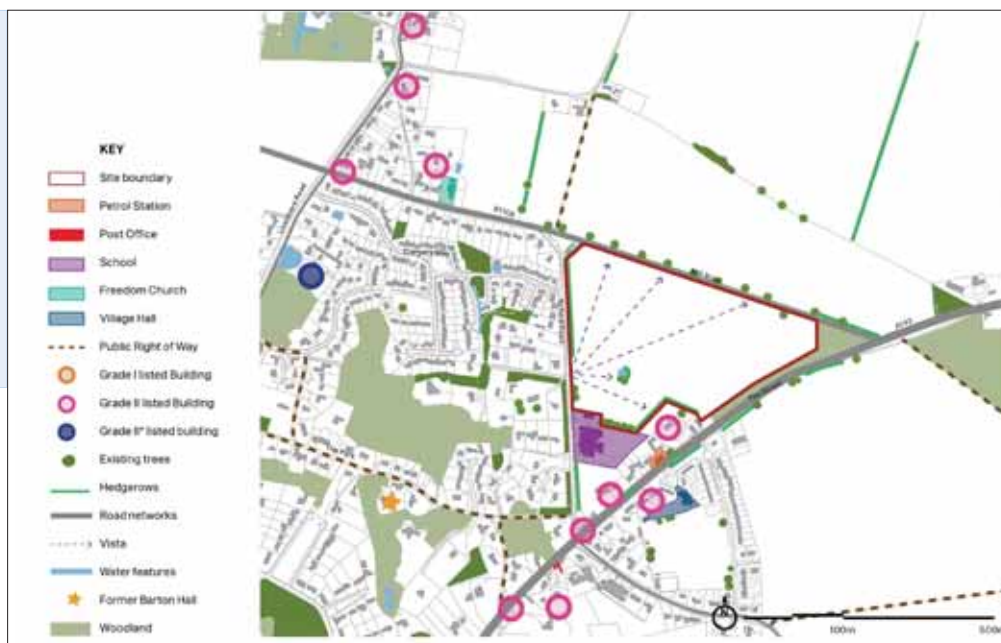 KEY
Site boundary
Petrol Station
Post Office
School
Freedom Church
Village Hall
Public Right of Way
Grade I listed Building
Grade II listed Building
Grade II* listed building
Existing trees
Hedgerows
Road networks
Vista
Water features
Former Barton Hall
Woodland
N
100m
500m